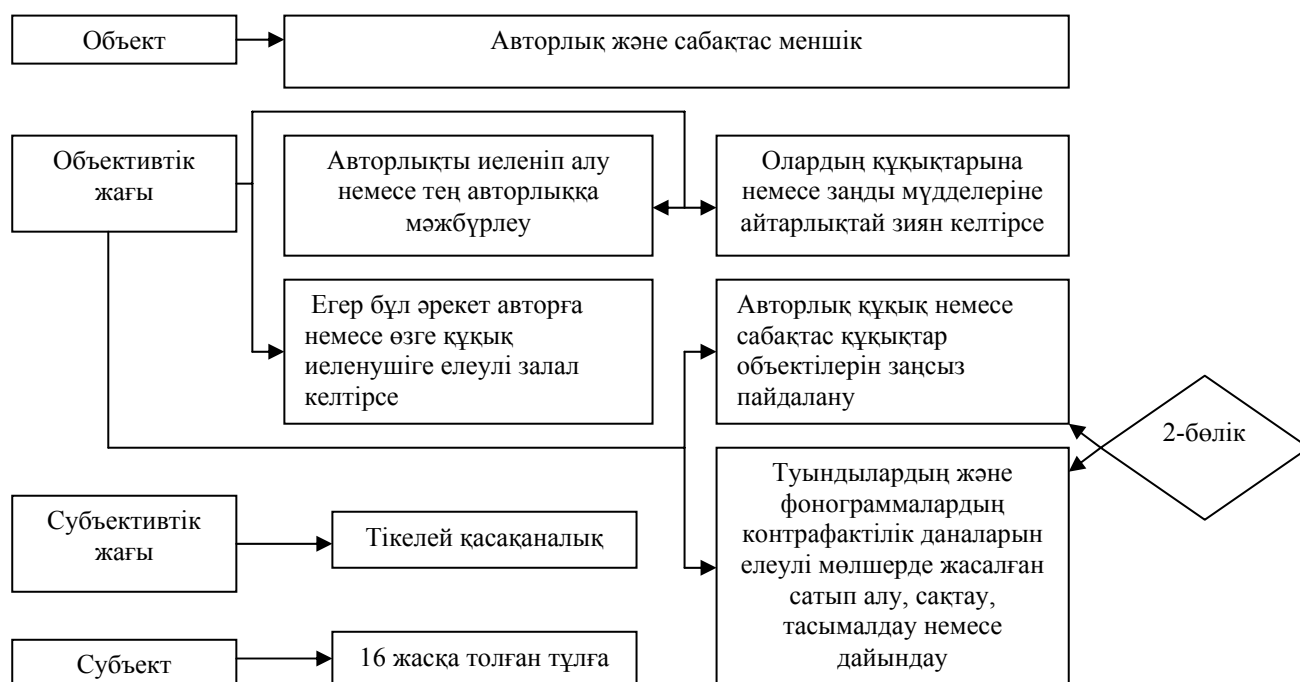 Объект
Авторлық және сабақтас меншік
Объективтік
жағы
Авторлықты иеленіп алу
немесе тең авторлыққа
мәжбүрлеу
Олардың құқықтарына
немесе заңды мүдделеріне
айтарлықтай зиян келтірсе
Егер бұл әрекет авторға
немесе өзге құқық
иеленушіге елеулі залал
келтірсе
Авторлық құқық немесе
сабақтас құқықтар
объектілерін заңсыз
пайдалану
2-бөлік
Туындылардың және
фонограммалардың
контрафактілік даналарын
елеулі мөлшерде жасалған
сатып алу, сақтау,
тасымалдау немесе
дайындау
Субъективтік
жағы
Тікелей қасақаналық
Субъект
16 жасқа толған тұлға